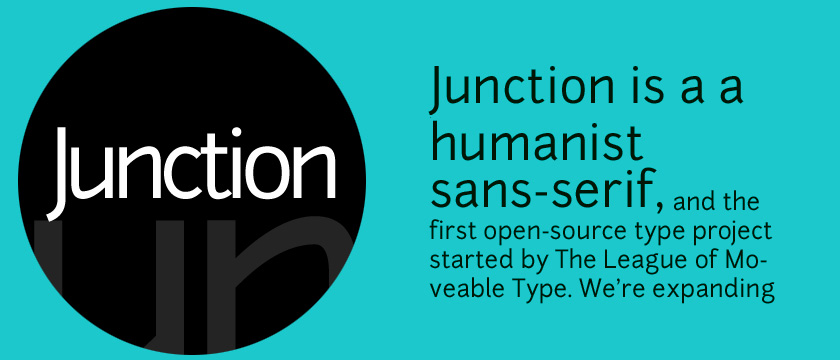 Junction
un
Junction is a a
humanist
sans-serif, and the
first open-source type project
started by The League of Mo-
veable Type. We’re expanding